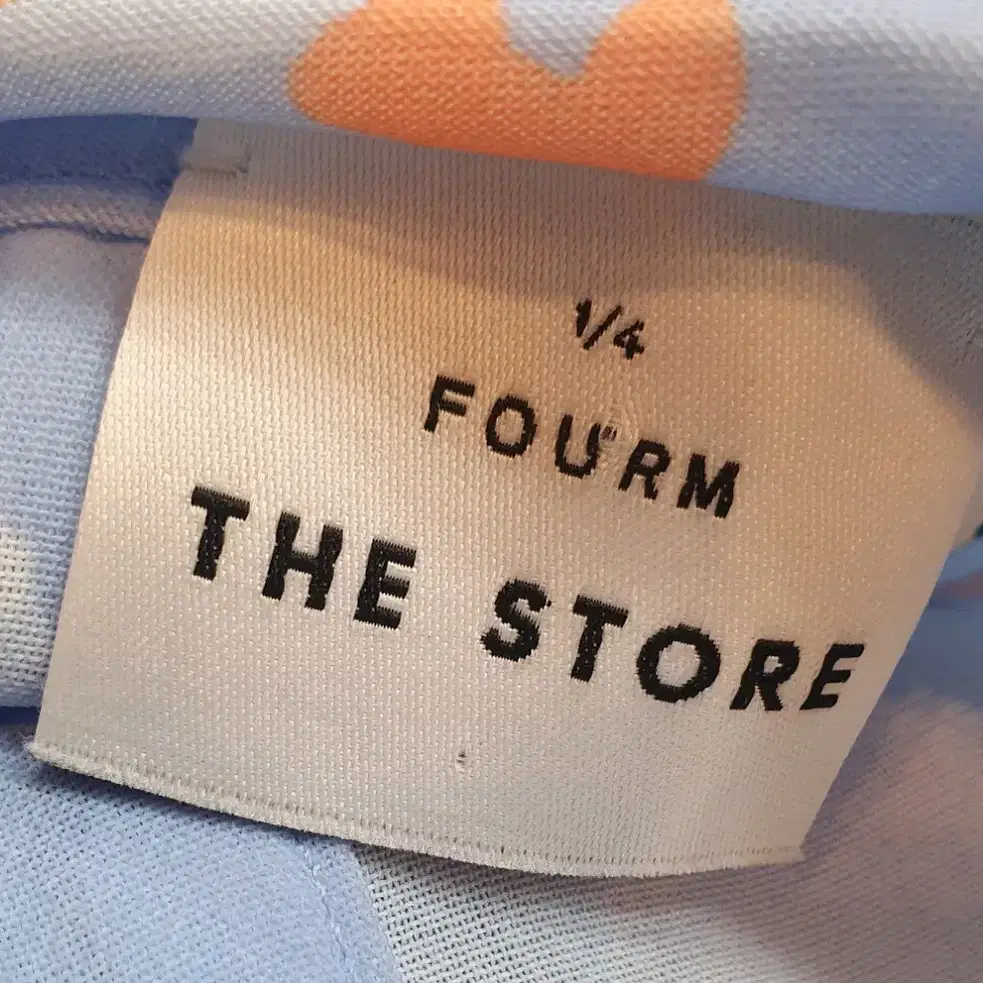 1/4
FOURM
THE STORE